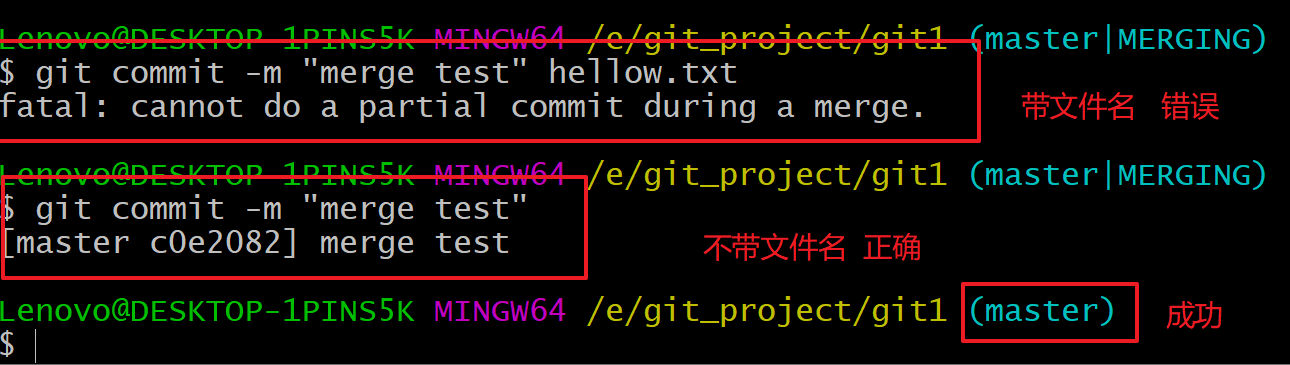 Lenovo@DESKTOP-1PINS5K MINGW64 /e/git_project/git1 (master|MERGING)
$ git commit -m "merge test" hellow.txt
fatal: cannot do a partial commit during a merge.
带文件名 错误
Lenovo@DESKTOP-1PINS5K MINGW64 /e/git_project/git1 (master|MERGING)
$ git commit -m "merge test"
[master c0e2082] merge test
不带文件名 正确
Lenovo@DESKTOP-1PINS5K MINGW64 /e/git_project/git1 (master)
成功
$